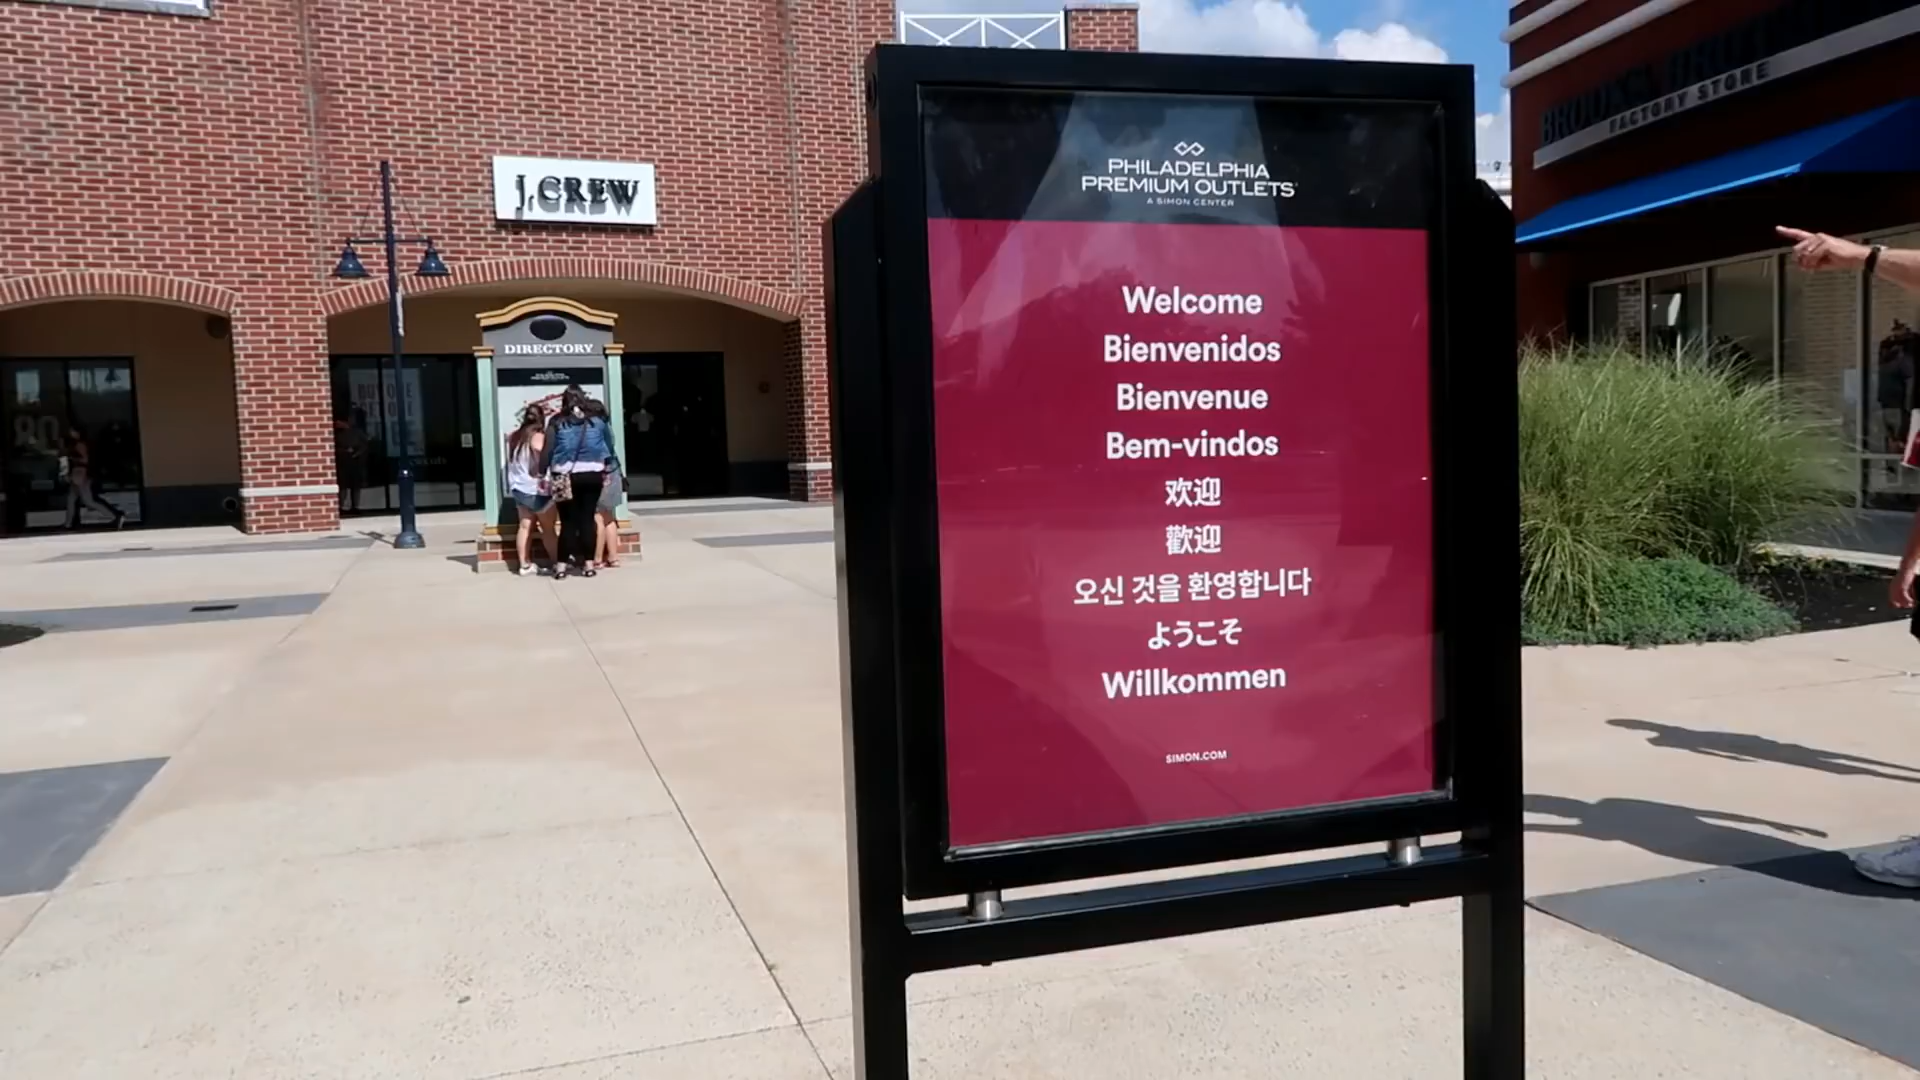 J.CREW
DIRECTORY
PHILADELPHIA
PREMIUM OUTLETS
A SIMON CENTER
Welcome
Bienvenidos
Bienvenue
Bem-vindos
欢迎
歡迎
오신 것을 환영합니다
ようこそ
Willkommen
SIMON.COM
FACTORY STORE